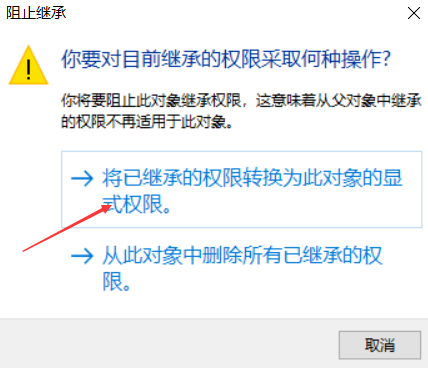 阻止继承
你要对目前继承的权限采取何种操作?
你将要阻止此对象继承权限，这意味着从父对象中继承
的权限不再适用于此对象。
将已继承的权限转换为此对象的显
式权限。
从此对象中删除所有已继承的权
限。
取消